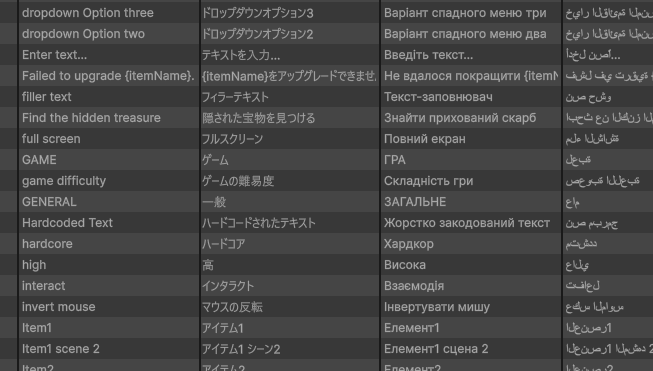 dropdown Option three ドロップダウンオプション3 Варіант спадного меню три خيار القائمة
dropdown Option two ドロップダウンオプション2 Варіант спадного меню два خيار القائمة
Enter text... テキストを入力... Введіть текст... أدخل نصًا...
Failed to upgrade {itemName}. {itemName}をアップグレードできませ Не вдалося покращити {itemN فشل في ترقية
filler text フィラーテキスト Текст-заповнювач نص حشو
Find the hidden treasure 隠された宝物を見つける Знайти прихований скарб ابحث عن الكنز
full screen フルスクリーン Повний екран ملء الشاشة
GAME ゲーム ГРА لعبة
game difficulty ゲームの難易度 Складність гри صعوبة اللعبة
GENERAL 一般 ЗАГАЛЬНЕ عام
Hardcoded Text ハードコードされたテキスト Жорстко закодований текст نص مبرمج
hardcore ハードコア Хардкор متشدد
high 高 Висока عالي
interact インタラクト Взаємодія تفاعل
invert mouse マウスの反転 Інвертувати мишу عكس الماوس
Item1 アイテム1 Елемент1 العنصر1
Item1 scene 2 アイテム1 シーン2 Елемент1 сцена 2 العنصر1 المشهد 2
Item2 アイテム2 Елемент2 العنصر2